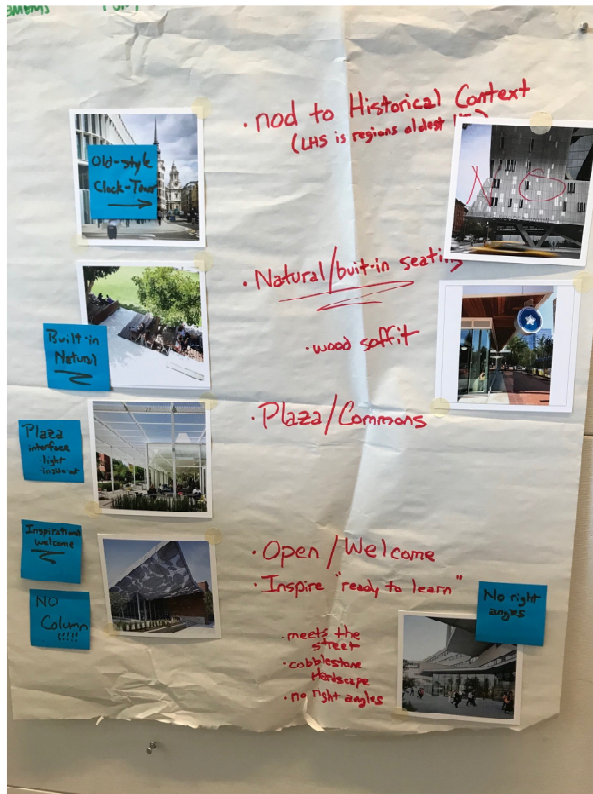 · nod to Historical Context
(LHS is regions oldest
Old-style
Clock-Tower
· Natural/buit-in seating
· wood soffit
Built-in
Natural
· Plaza/Commons
Plaza
interface
light
· Open/Welcome
· Inspire "ready to learn"
Inspirational
welcome
NO
Column
!!!!
No right
anges
· meets the
street
· cobblestone
Hardscape
· no right angles